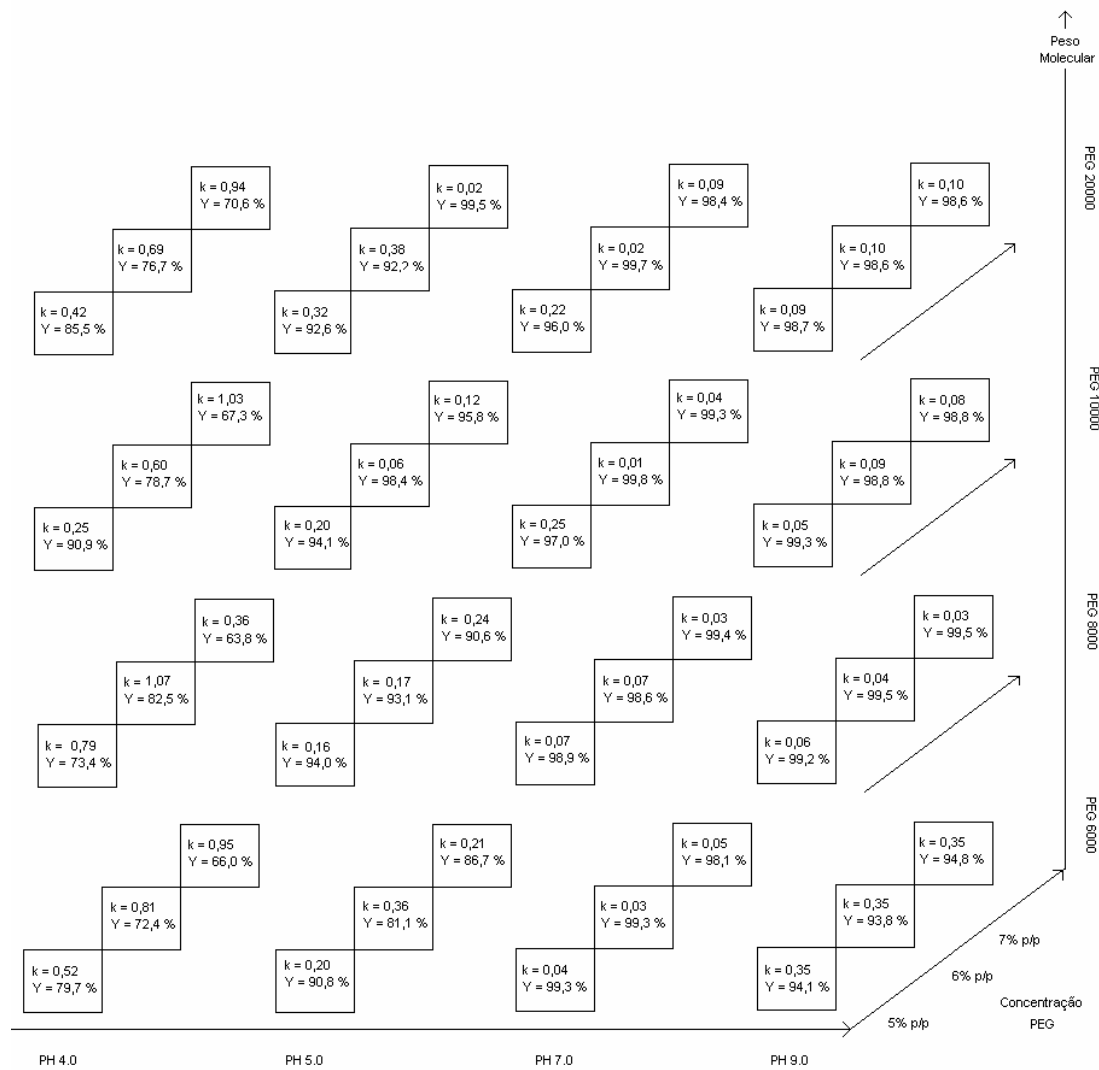 Peso
Molecular
PEG 20000
k = 0,94
Y = 70,6 %
k = 0,02
Y = 99,5 %
k = 0,09
Y = 98,4 %
k = 0,10
Y = 98,6 %
k = 0,69
Y = 76,7 %
k = 0,38
Y = 92,2 %
k = 0,02
Y = 99,7 %
k = 0,10
Y = 98,6 %
k = 0,42
Y = 85,5 %
k = 0,32
Y = 92,6 %
k = 0,22
Y = 96,0 %
k = 0,09
Y = 98,7 %
PEG 10000
k = 1,03
Y = 67,3 %
k = 0,12
Y = 95,8 %
k = 0,04
Y = 99,3 %
k = 0,08
Y = 98,8 %
k = 0,60
Y = 78,7 %
k = 0,06
Y = 98,4 %
k = 0,01
Y = 99,8 %
k = 0,09
Y = 98,8 %
k = 0,25
Y = 90,9 %
k = 0,20
Y = 94,1 %
k = 0,25
Y = 97,0 %
k = 0,05
Y = 99,3 %
PEG 8000
k = 0,36
Y = 63,8 %
k = 0,24
Y = 90,6 %
k = 0,03
Y = 99,4 %
k = 0,03
Y = 99,5 %
k = 1,07
Y = 82,5 %
k = 0,17
Y = 93,1 %
k = 0,07
Y = 98,6 %
k = 0,04
Y = 99,5 %
k = 0,79
Y = 73,4 %
k = 0,16
Y = 94,0 %
k = 0,07
Y = 98,9 %
k = 0,06
Y = 99,2 %
PEG 6000
k = 0,95
Y = 66,0 %
k = 0,21
Y = 86,7 %
k = 0,05
Y = 98,1 %
k = 0,35
Y = 94,8 %
k = 0,81
Y = 72,4 %
k = 0,36
Y = 81,1 %
k = 0,03
Y = 99,3 %
k = 0,35
Y = 93,8 %
k = 0,52
Y = 79,7 %
k = 0,20
Y = 90,8 %
k = 0,04
Y = 99,3 %
k = 0,35
Y = 94,1 %
7% p/p
6% p/p
5% p/p
Concentração
PEG
PH 4.0
PH 5.0
PH 7.0
PH 9.0